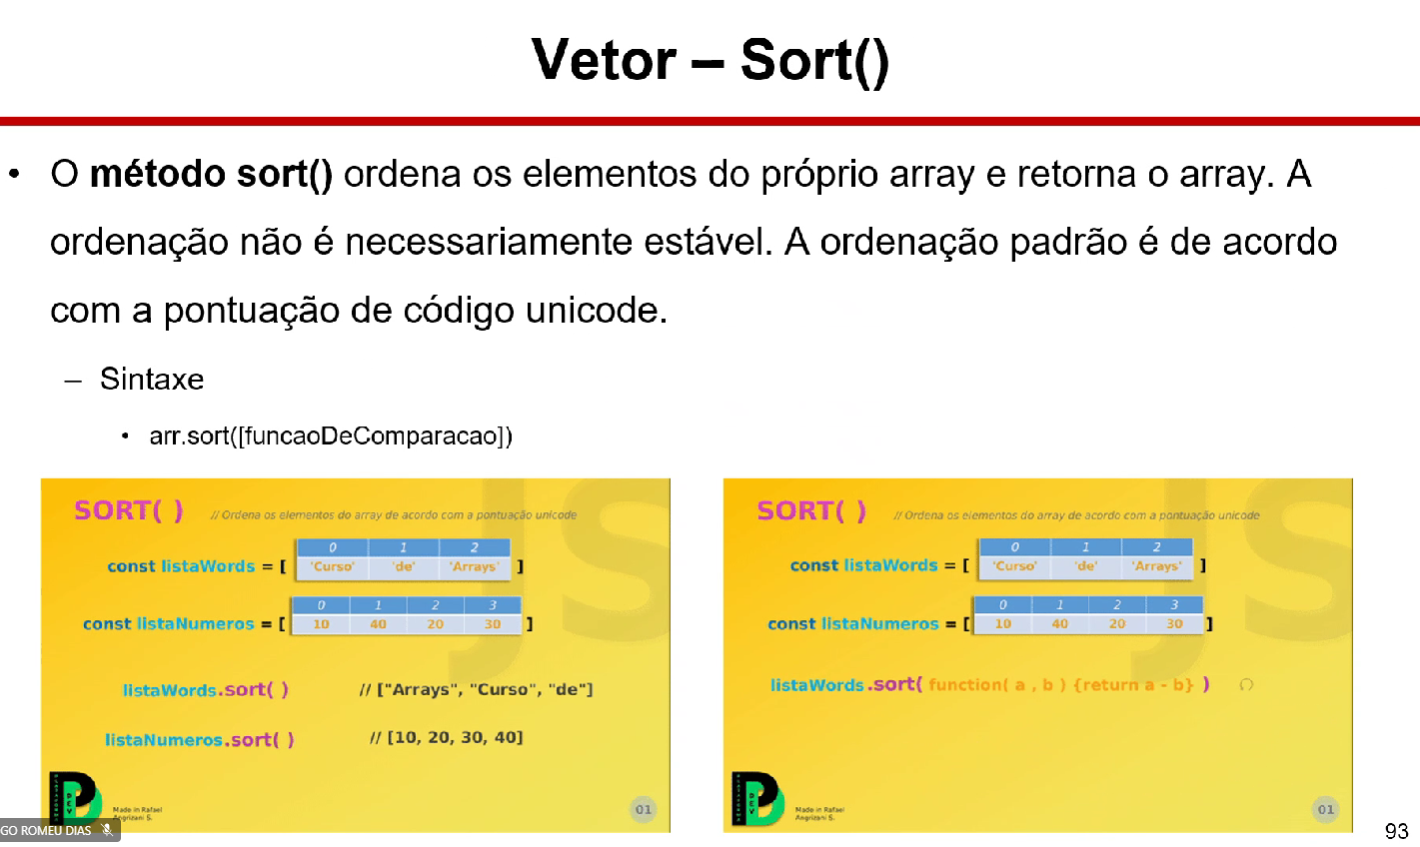 Vetor – Sort()
• O método sort() ordena os elementos do próprio array e retorna o array. A
ordenação não é necessariamente estável. A ordenação padrão é de acordo
com a pontuação de código unicode.
– Sintaxe
• arr.sort([funcaoDeComparacao])
SORT( ) // Ordena os elementos do array de acordo com a pontuação unicode
0 1 2
const listaWords = [ 'Curso' 'de' 'Arrays' ]
0 1 2 3
const listaNumeros = [ 10 40 20 30 ]
listaWords.sort( ) // ["Arrays", "Curso", "de"]
listaNumeros.sort( ) // [10, 20, 30, 40]
JS
DEV
Made in Rafael
Angrizani S.
01
SORT( ) // Ordena os elementos do array de acordo com a pontuação unicode
0 1 2
const listaWords = [ 'Curso' 'de' 'Arrays' ]
0 1 2 3
const listaNumeros = [ 10 40 20 30 ]
listaWords.sort( function( a , b ) {return a - b} )
JS
DEV
Made in Rafael
Angrizani S.
01
GO ROMEU DIAS
93